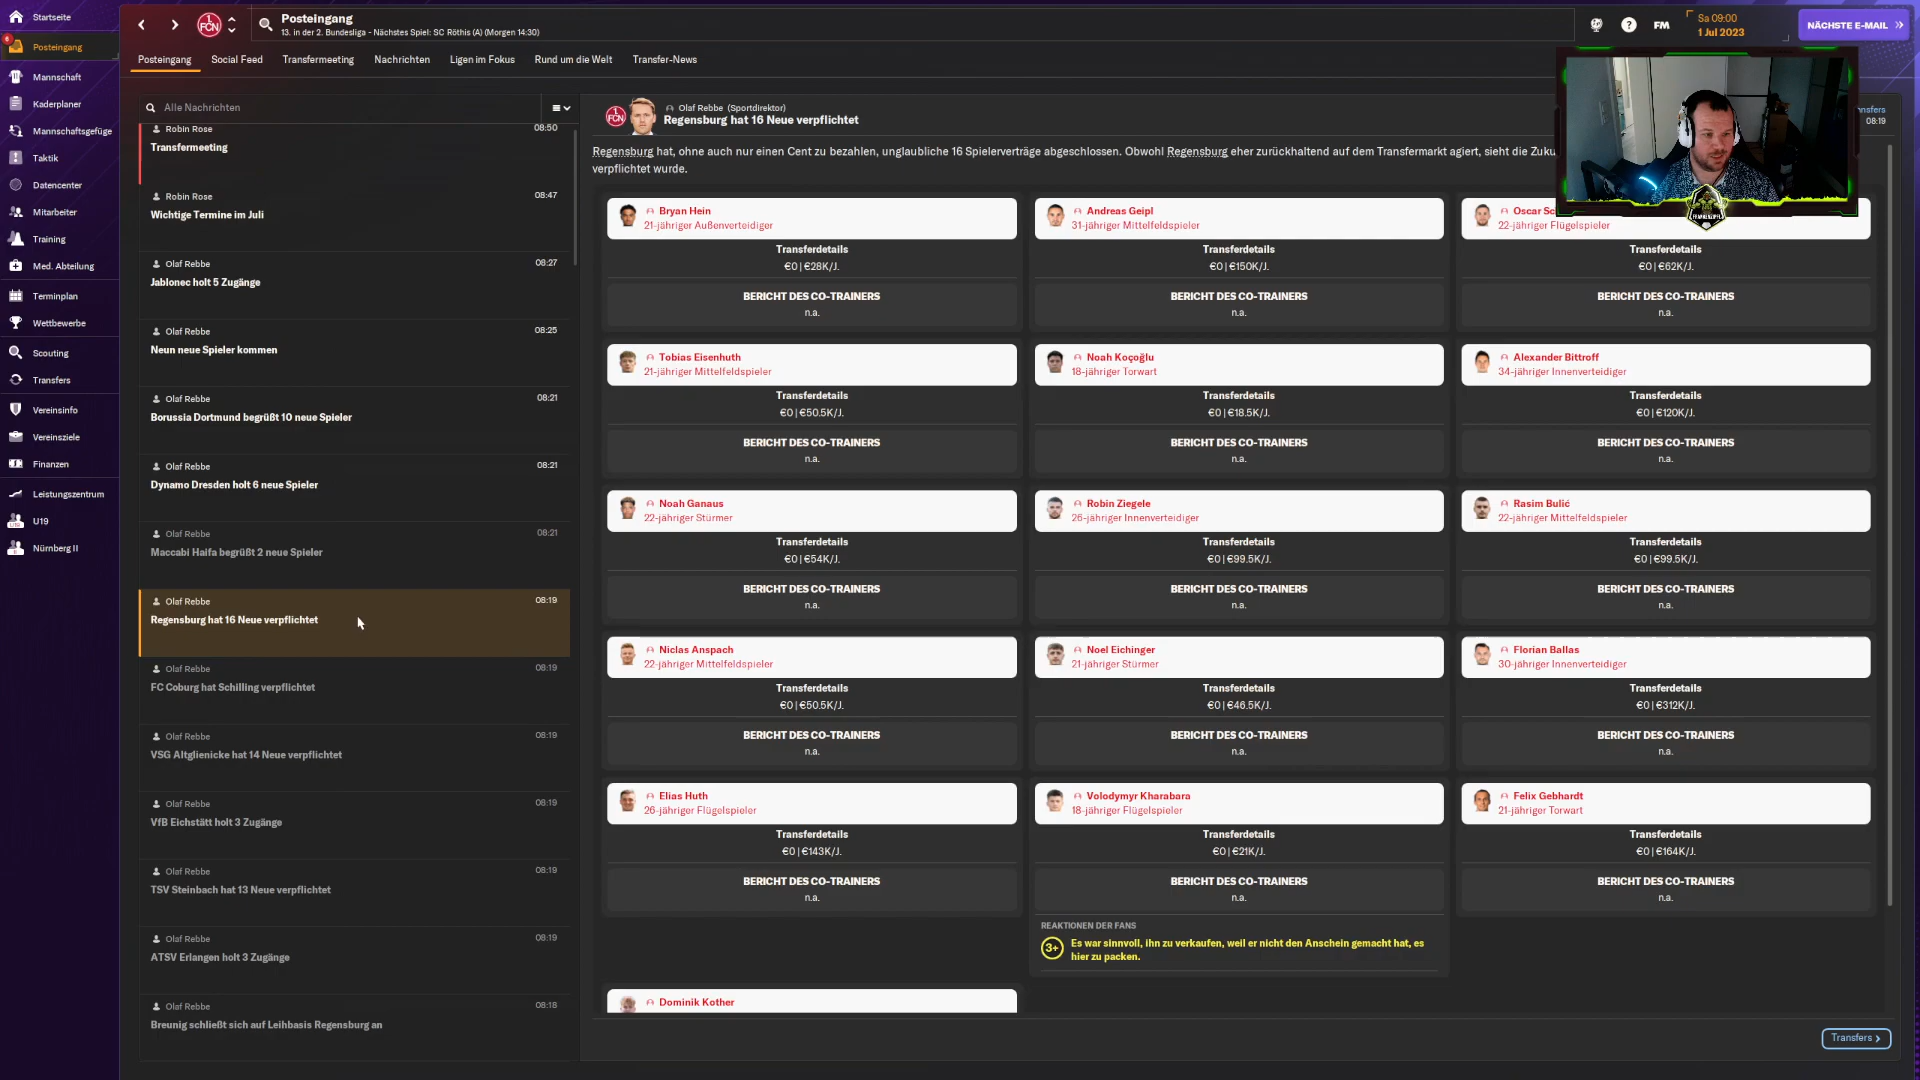 Startseite
6
Posteingang
Mannschaft
Kaderplaner
Mannschaftsgefüge
Taktik
Datencenter
Mitarbeiter
Training
Med. Abteilung
Terminplan
Wettbewerbe
Scouting
Transfers
Vereinsinfo
Vereinsziele
Finanzen
Leistungszentrum
U19
Nürnberg II
1 FCN
Posteingang
13. in der 2. Bundesliga - Nächstes Spiel: SC Röthis (A) (Morgen 14:30)
?
FM
Sa 09:00
1 Jul 2023
NÄCHSTE E-MAIL
Posteingang Social Feed Transfermeeting Nachrichten Ligen im Fokus Rund um die Welt Transfer-News
Alle Nachrichten
Robin Rose 08:50
Transfermeeting
Robin Rose 08:47
Wichtige Termine im Juli
Olaf Rebbe 08:27
Jablonec holt 5 Zugänge
Olaf Rebbe 08:25
Neun neue Spieler kommen
Olaf Rebbe 08:21
Borussia Dortmund begrüßt 10 neue Spieler
Olaf Rebbe 08:21
Dynamo Dresden holt 6 neue Spieler
Olaf Rebbe 08:21
Maccabi Haifa begrüßt 2 neue Spieler
Olaf Rebbe 08:19
Regensburg hat 16 Neue verpflichtet
Olaf Rebbe 08:19
FC Coburg hat Schilling verpflichtet
Olaf Rebbe 08:19
VSG Altglienicke hat 14 Neue verpflichtet
Olaf Rebbe 08:19
VfB Eichstätt holt 3 Zugänge
Olaf Rebbe 08:19
TSV Steinbach hat 13 Neue verpflichtet
Olaf Rebbe 08:19
ATSV Erlangen holt 3 Zugänge
Olaf Rebbe 08:18
Breunig schließt sich auf Leihbasis Regensburg an
Olaf Rebbe (Sportdirektor)
Regensburg hat 16 Neue verpflichtet
nsfers
08:19
Regensburg hat, ohne auch nur einen Cent zu bezahlen, unglaubliche 16 Spielerverträge abgeschlossen. Obwohl Regensburg eher zurückhaltend auf dem Transfermarkt agiert, sieht die Zuku
verpflichtet wurde.
FRANKENZIPFL
Bryan Hein Andreas Geipl Oscar Sc
21-jähriger Außenverteidiger 31-jähriger Mittelfeldspieler 22-jähriger Flügelspieler
Transferdetails Transferdetails Transferdetails
€0 | €28K/J. €0 | €150K/J. €0 | €62K/J.
BERICHT DES CO-TRAINERS BERICHT DES CO-TRAINERS BERICHT DES CO-TRAINERS
n.a. n.a. n.a.
Tobias Eisenhuth Noah Koçoğlu Alexander Bittroff
21-jähriger Mittelfeldspieler 18-jähriger Torwart 34-jähriger Innenverteidiger
Transferdetails Transferdetails Transferdetails
€0 | €50.5K/J. €0 | €18.5K/J. €0 | €120K/J.
BERICHT DES CO-TRAINERS BERICHT DES CO-TRAINERS BERICHT DES CO-TRAINERS
n.a. n.a. n.a.
Noah Ganaus Robin Ziegele Rasim Bulić
22-jähriger Stürmer 26-jähriger Innenverteidiger 22-jähriger Mittelfeldspieler
Transferdetails Transferdetails Transferdetails
€0 | €54K/J. €0 | €99.5K/J. €0 | €99.5K/J.
BERICHT DES CO-TRAINERS BERICHT DES CO-TRAINERS BERICHT DES CO-TRAINERS
n.a. n.a. n.a.
Niclas Anspach Noel Eichinger Florian Ballas
22-jähriger Mittelfeldspieler 21-jähriger Stürmer 30-jähriger Innenverteidiger
Transferdetails Transferdetails Transferdetails
€0 | €50.5K/J. €0 | €46.5K/J. €0 | €312K/J.
BERICHT DES CO-TRAINERS BERICHT DES CO-TRAINERS BERICHT DES CO-TRAINERS
n.a. n.a. n.a.
Elias Huth Volodymyr Kharabara Felix Gebhardt
26-jähriger Flügelspieler 18-jähriger Flügelspieler 21-jähriger Torwart
Transferdetails Transferdetails Transferdetails
€0 | €143K/J. €0 | €21K/J. €0 | €164K/J.
BERICHT DES CO-TRAINERS BERICHT DES CO-TRAINERS BERICHT DES CO-TRAINERS
n.a. n.a. n.a.
REAKTIONEN DER FANS
3+ Es war sinnvoll, ihn zu verkaufen, weil er nicht den Anschein gemacht hat, es
hier zu packen.
Dominik Kother
Transfers